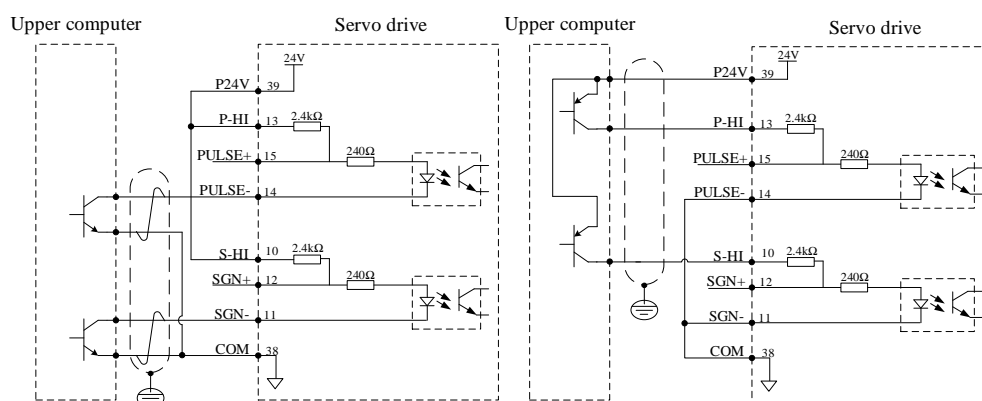 Upper computer
Servo drive
24V
P24V
39
2.4kΩ
P-HI
13
240Ω
PULSE+
15
PULSE-
14
2.4kΩ
S-HI
10
240Ω
SGN+
12
SGN-
11
COM
38
Upper computer
Servo drive
24V
P24V
39
2.4kΩ
P-HI
13
240Ω
PULSE+
15
PULSE-
14
2.4kΩ
S-HI
10
240Ω
SGN+
12
SGN-
11
COM
38